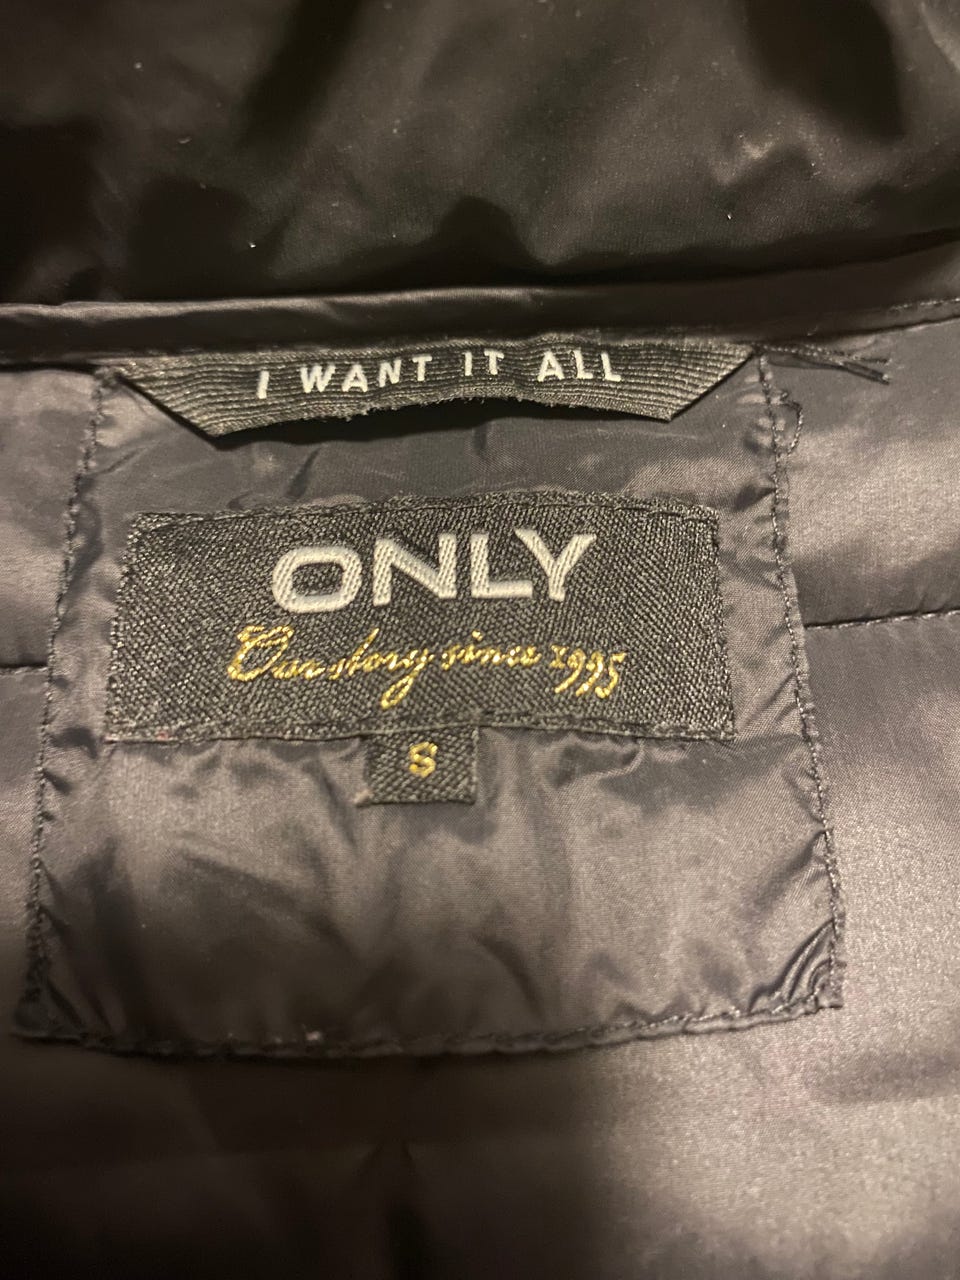 I WANT IT ALL
ONLY
Our story since 1995
S